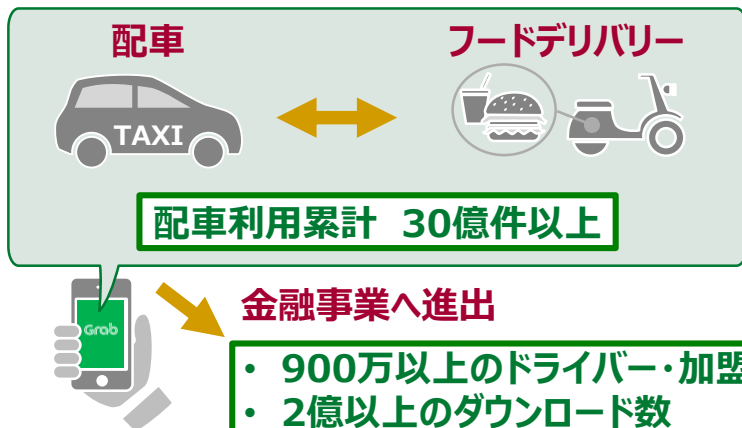 配車
フードデリバリー
TAXI
配車利用累計 30億件以上
Grab
金融事業へ進出
• 900万以上のドライバー・加盟
• 2億以上のダウンロード数